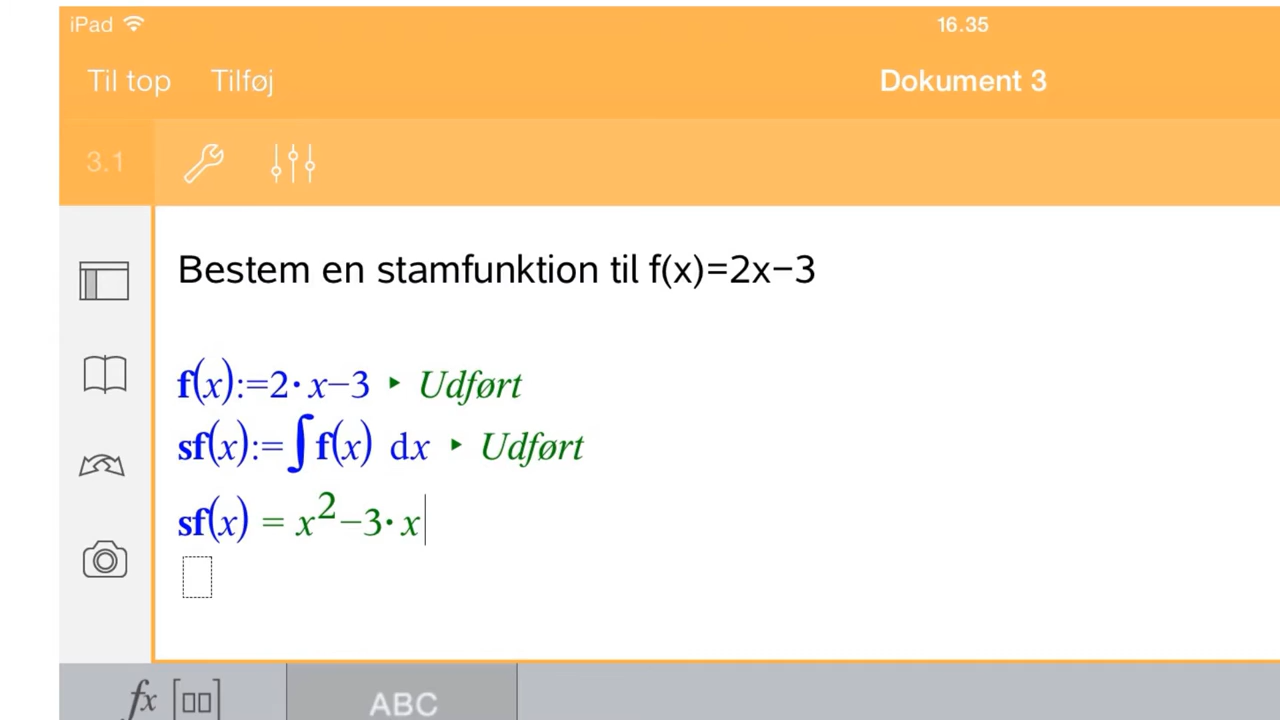 iPad 16.35
Til top Tilføj Dokument 3
3.1
Bestem en stamfunktion til f(x)=2x−3
f(x):=2·x−3 ▸ Udført
sf(x):=∫f(x) dx ▸ Udført
sf(x) = x²−3·x
fx [▯▯] ABC